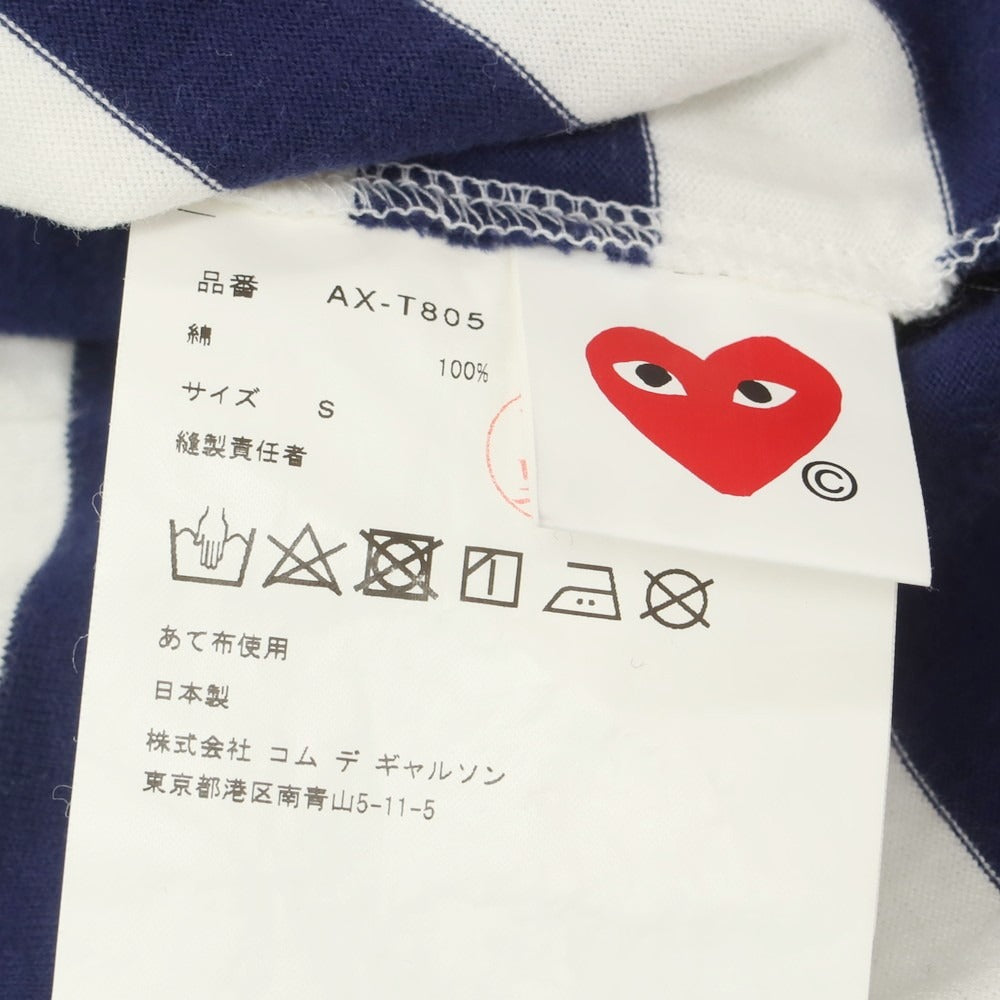 品番 AX-T805
綿
100%
サイズ S
縫製責任者
あて布使用
日本製
株式会社 コム デ ギャルソン
東京都港区南青山5-11-5
©